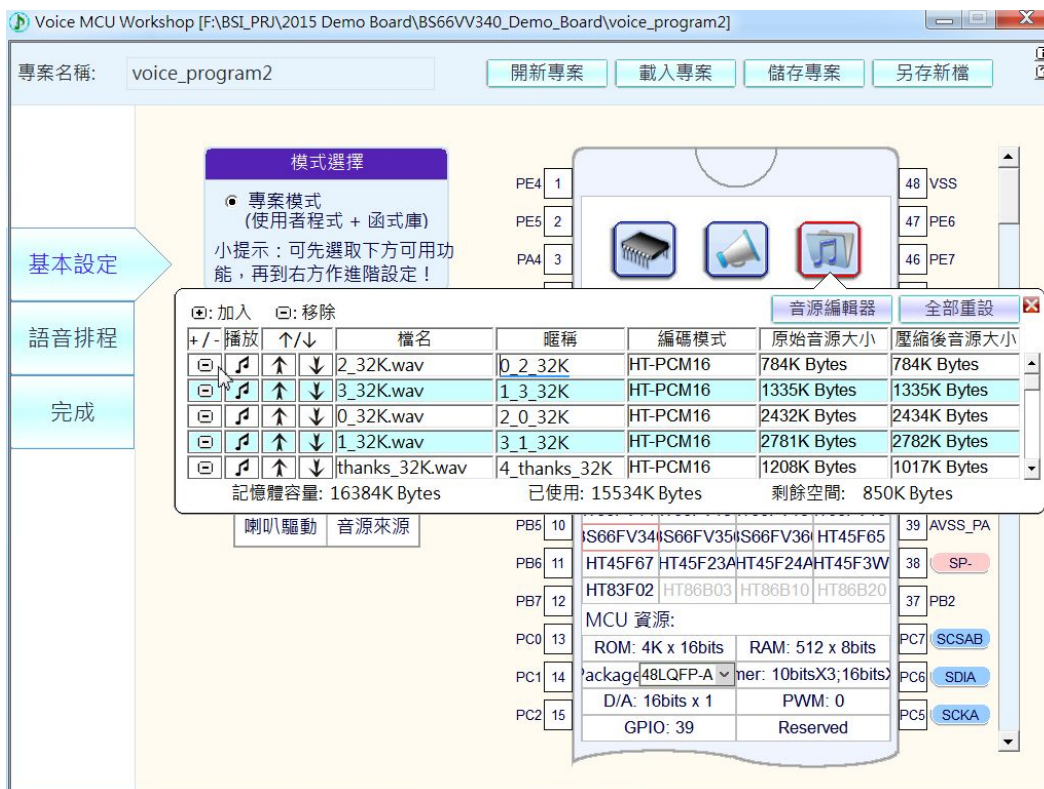 Voice MCU Workshop [F:\BSI_PRJ\2015 Demo Board\BS66VV340_Demo_Board\voice_program2]
專案名稱: voice_program2 開新專案 載入專案 儲存專案 另存新檔
基本設定
語音排程
完成
模式選擇
專案模式
(使用者程式 + 函式庫)
小提示：可先選取下方可用功
能，再到右方作進階設定！
PE4 1 48 VSS
PE5 2 47 PE6
PA4 3 46 PE7
+: 加入 -: 移除 音源編輯器 全部重設
+ / - 播放 ↑/↓ 檔名 暱稱 編碼模式 原始音源大小 壓縮後音源大小
2_32K.wav 0_2_32K HT-PCM16 784K Bytes 784K Bytes
3_32K.wav 1_3_32K HT-PCM16 1335K Bytes 1335K Bytes
0_32K.wav 2_0_32K HT-PCM16 2432K Bytes 2434K Bytes
1_32K.wav 3_1_32K HT-PCM16 2781K Bytes 2782K Bytes
thanks_32K.wav 4_thanks_32K HT-PCM16 1208K Bytes 1017K Bytes
記憶體容量: 16384K Bytes 已使用: 15534K Bytes 剩餘空間: 850K Bytes
喇叭驅動 音源來源
PB5 10 39 AVSS_PA
HT45F65
PB6 11 HT45F67 HT45F23A HT45F24A HT45F3W 38 SP-
PB7 12 HT83F02 HT86B03 HT86B10 HT86B20 37 PB2
MCU 資源:
PC0 13 ROM: 4K x 16bits RAM: 512 x 8bits PC7 SCSAB
PC1 14 48LQFP-A 10bitsX3;16bits PC6 SDIA
D/A: 16bits x 1 PWM: 0
PC2 15 GPIO: 39 Reserved PC5 SCKA